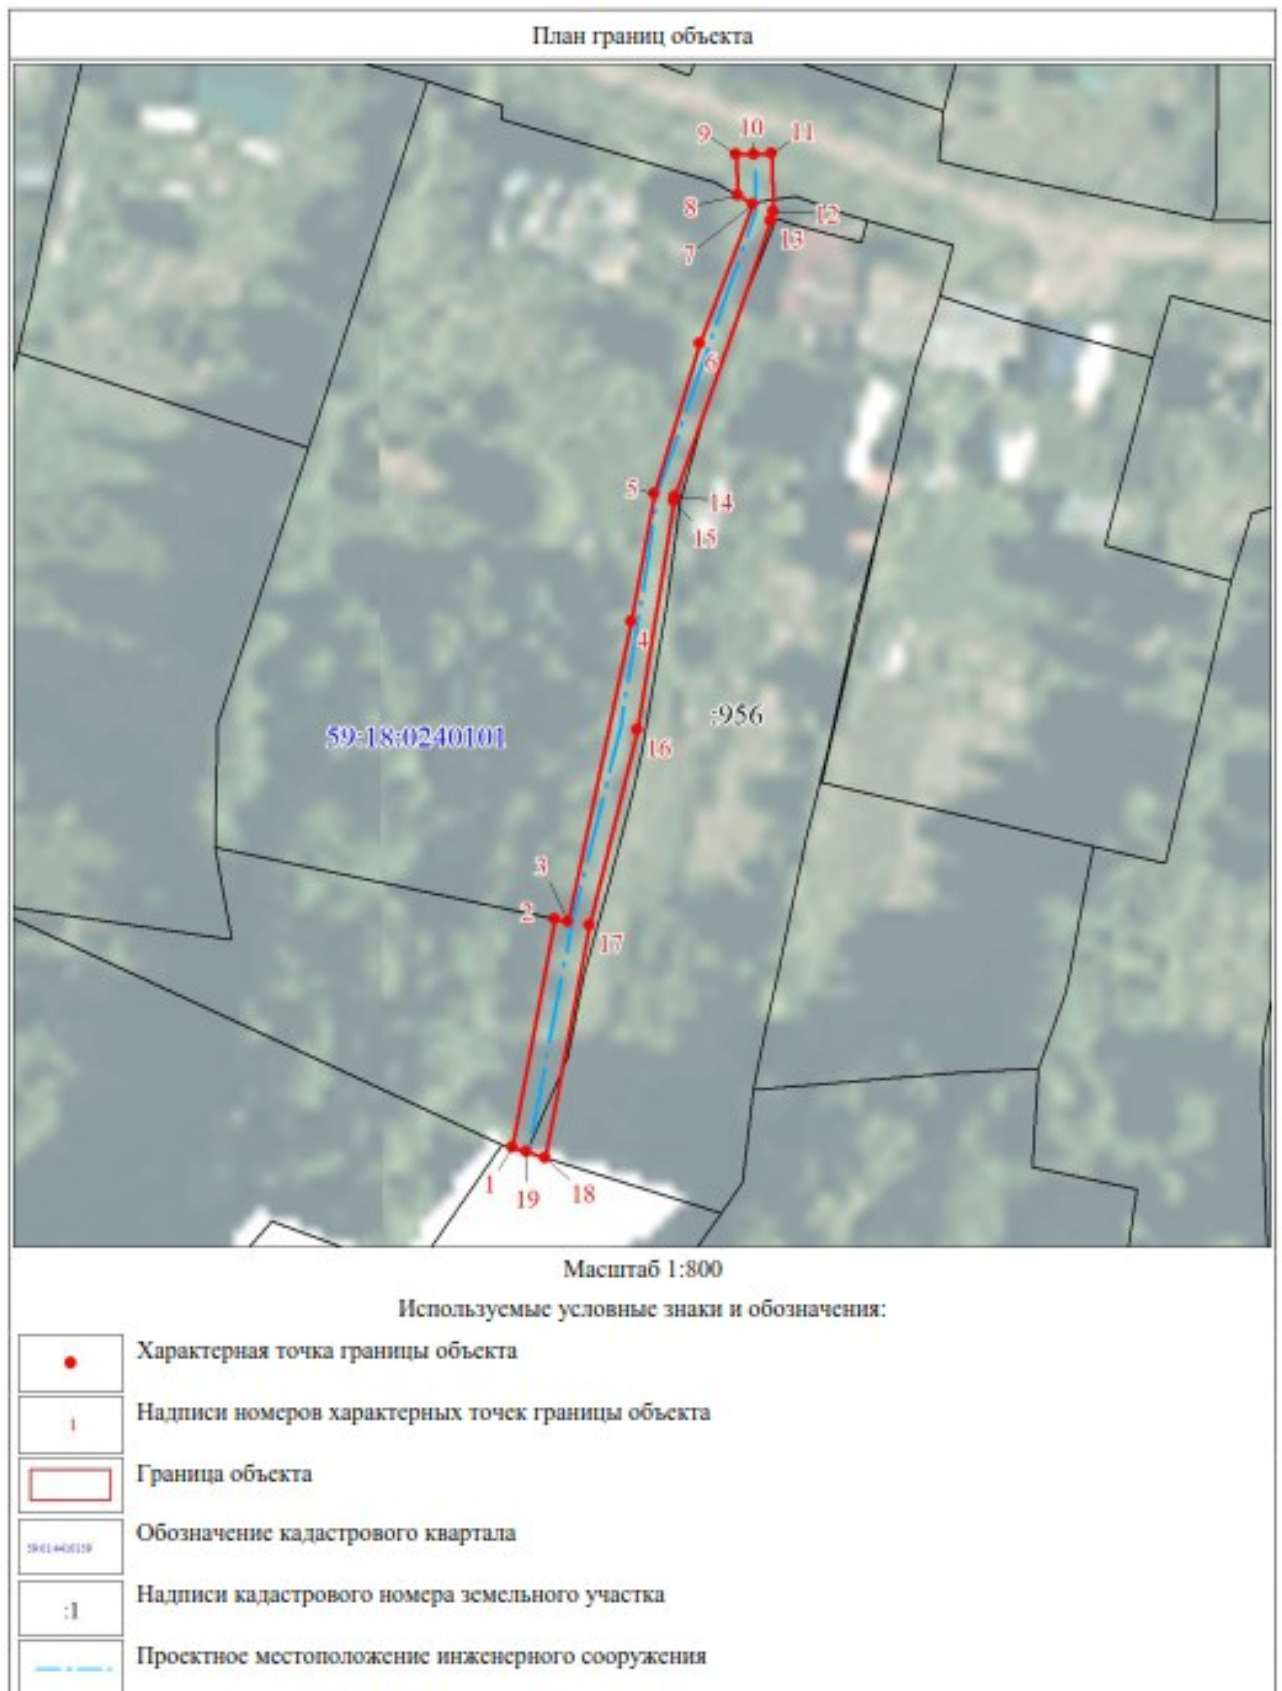 План границ объекта
9 10 11
8 12
7 13
6
5 14
15
4
:956
59:18:0240101
16
3
2
17
1 19 18
Масштаб 1:800
Используемые условные знаки и обозначения:
Характерная точка границы объекта
1 Надписи номеров характерных точек границы объекта
Граница объекта
Обозначение кадастрового квартала
:1 Надписи кадастрового номера земельного участка
Проектное местоположение инженерного сооружения